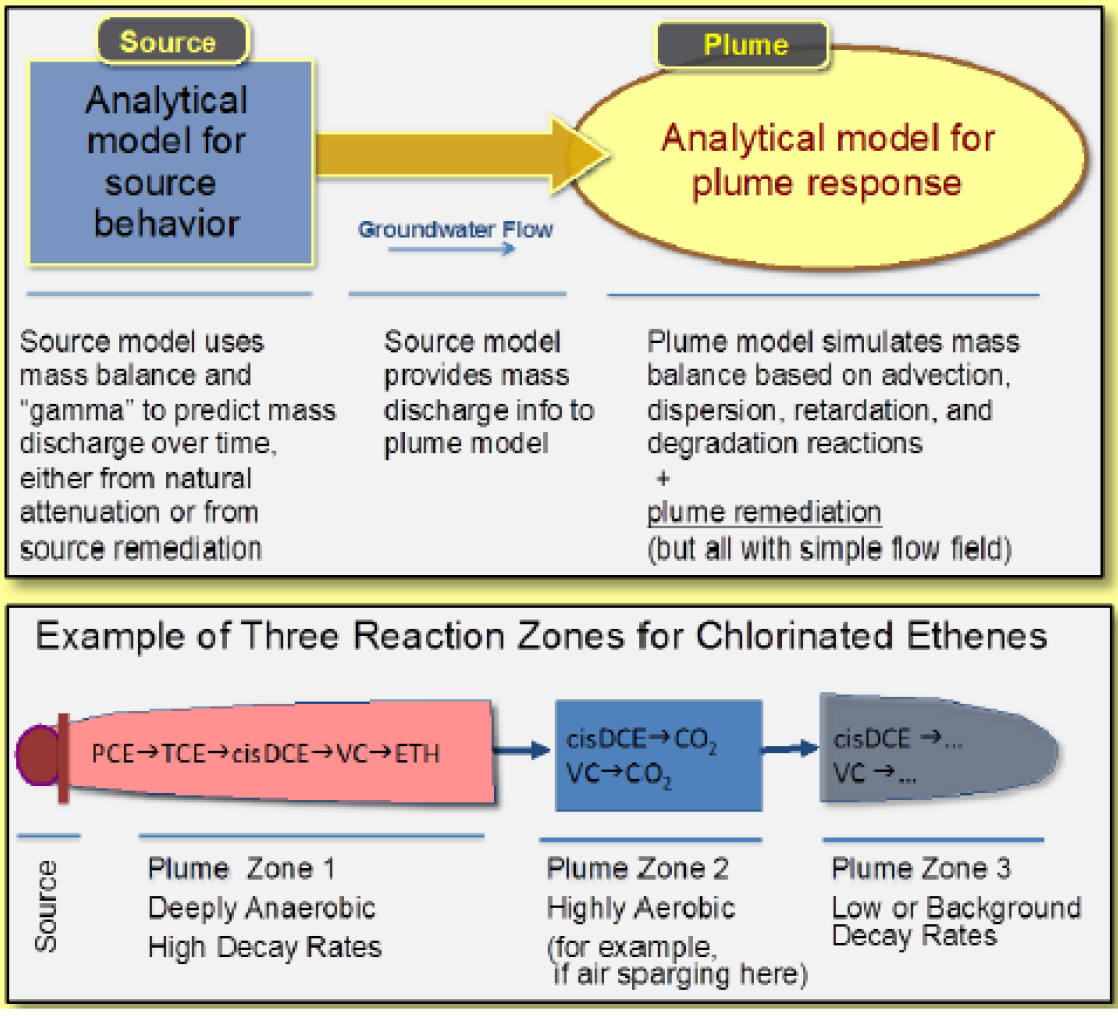 Source
Analytical
model for
source
behavior
Groundwater Flow
Plume
Analytical model for
plume response
Source model uses
mass balance and
“gamma” to predict mass
discharge over time,
either from natural
attenuation or from
source remediation
Source model
provides mass
discharge info to
plume model
Plume model simulates mass
balance based on advection,
dispersion, retardation, and
degradation reactions
+
plume remediation
(but all with simple flow field)
Example of Three Reaction Zones for Chlorinated Ethenes
PCE→TCE→cisDCE→VC→ETH
cisDCE→CO₂
VC→CO₂
cisDCE →...
VC →...
Source
Plume Zone 1
Deeply Anaerobic
High Decay Rates
Plume Zone 2
Highly Aerobic
(for example,
if air sparging here)
Plume Zone 3
Low or Background
Decay Rates